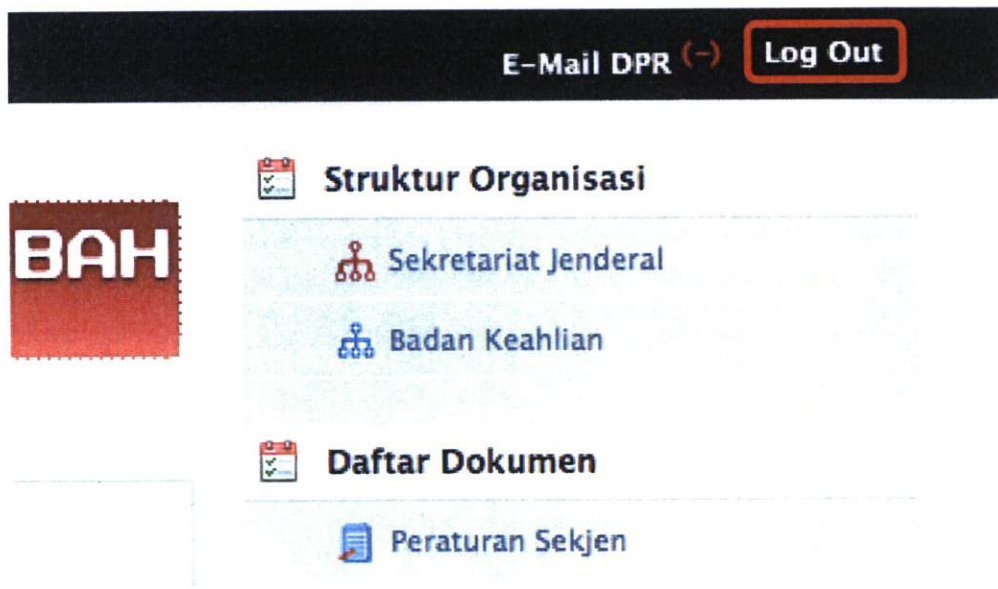 E-Mail DPR (-) Log Out
Struktur Organisasi
BAH
Sekretariat Jenderal
Badan Keahlian
Daftar Dokumen
Peraturan Sekjen